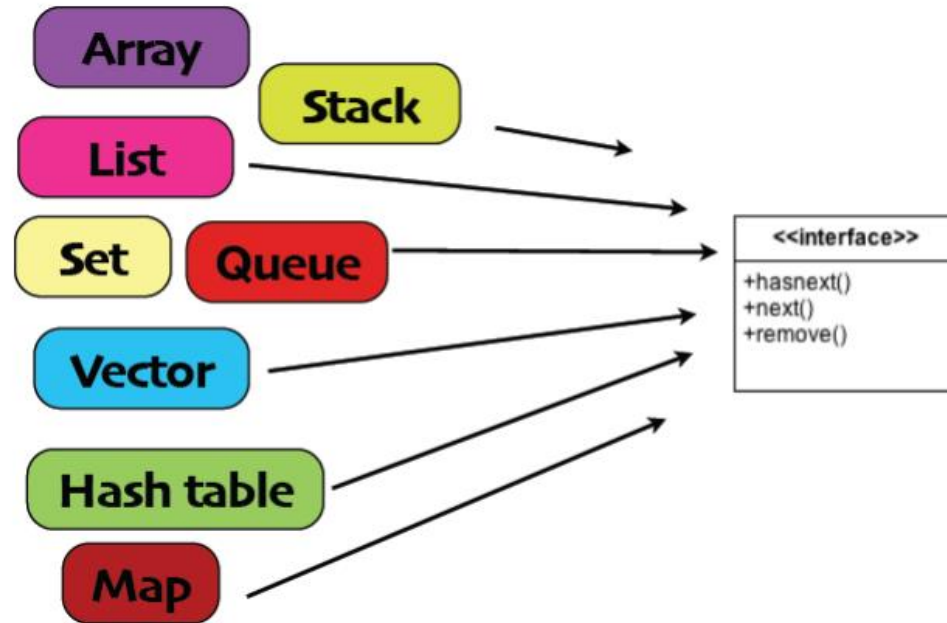 Array
Stack
List
Set
Queue
Vector
Hash table
Map
<<interface>>
+hasnext()
+next()
+remove()